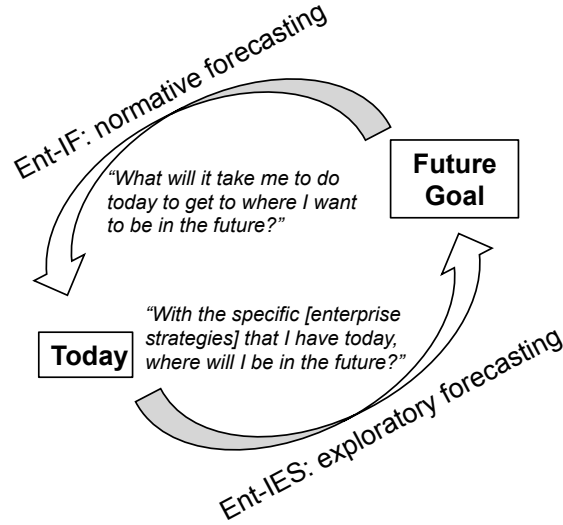 Ent-IF: normative forecasting
Future
Goal
“What will it take me to do
today to get to where I want
to be in the future?”
“With the specific [enterprise
strategies] that I have today,
where will I be in the future?”
Today
Ent-IES: exploratory forecasting